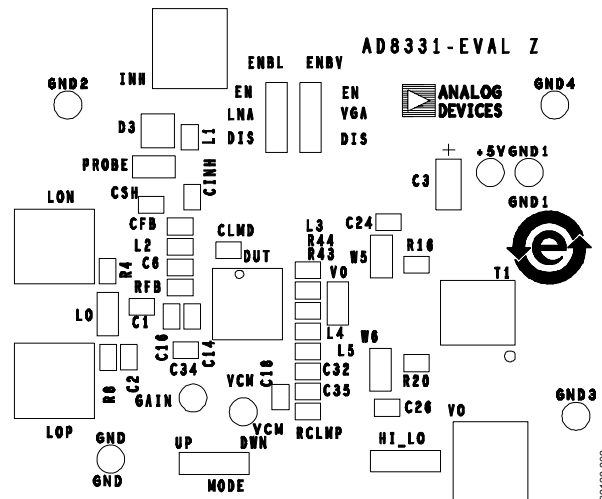 AD8331-EVAL Z
ENBL ENBV
INH
GND2
EN EN
LNA VGA
DIS DIS
ANALOG
DEVICES
GND4
D3
L1
PROBE
CINH
CSH
C3
+
+5V GND1
GND1
LON
CFB
L2
C6
RFB
CLMD
DUT
L3
R44
R43
VO
C24
W5
R16
e
T1
R4
LO
C1
C16
C14
C34
L4
L5
C32
C35
RCLMP
W6
R20
C26
R8
C2
GAIN
VCM
C18
VCM
LOP
GND
GND
UP DWN
MODE
HI_LO
VO
GND3